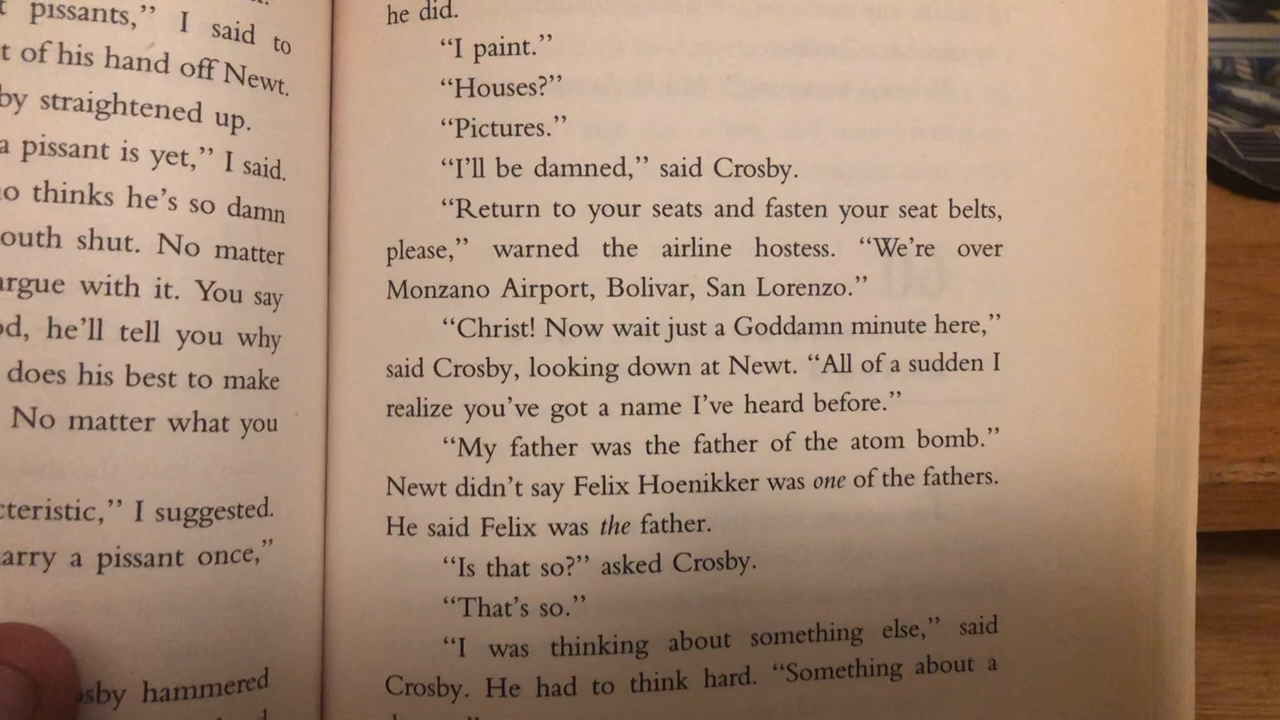 pissants,” I said to
t of his hand off Newt.
by straightened up.
a pissant is yet,” I said.
o thinks he’s so damn
outh shut. No matter
argue with it. You say
od, he’ll tell you why
does his best to make
No matter what you
cteristic,” I suggested.
arry a pissant once,”
osby hammered
he did.
“I paint.”
“Houses?”
“Pictures.”
“I’ll be damned,” said Crosby.
“Return to your seats and fasten your seat belts,
please,” warned the airline hostess. “We’re over
Monzano Airport, Bolivar, San Lorenzo.”
“Christ! Now wait just a Goddamn minute here,”
said Crosby, looking down at Newt. “All of a sudden I
realize you’ve got a name I’ve heard before.”
“My father was the father of the atom bomb.”
Newt didn’t say Felix Hoenikker was one of the fathers.
He said Felix was the father.
“Is that so?” asked Crosby.
“That’s so.”
“I was thinking about something else,” said
Crosby. He had to think hard. “Something about a